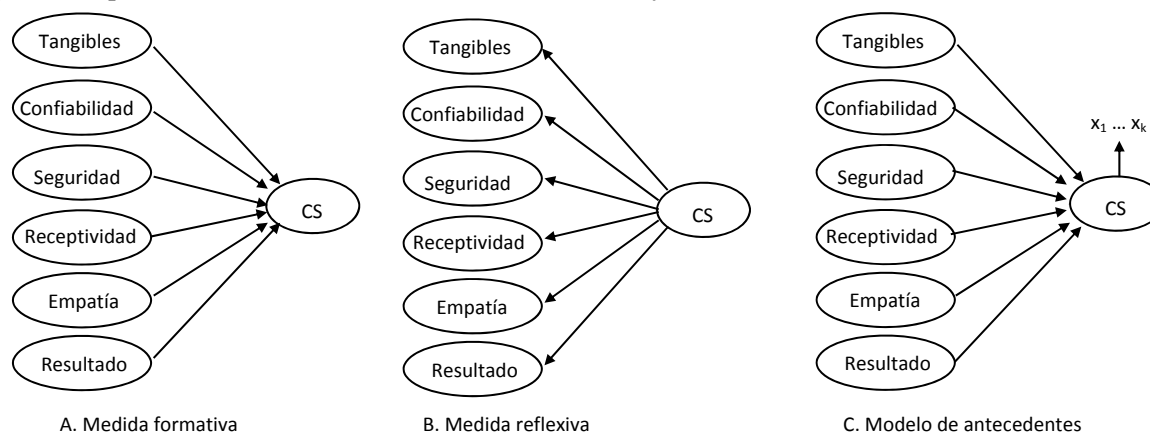 Tangibles
Confiabilidad
Seguridad
Receptividad
Empatía
Resultado
CS
A. Medida formativa
Tangibles
Confiabilidad
Seguridad
Receptividad
Empatía
Resultado
CS
B. Medida reflexiva
Tangibles
Confiabilidad
Seguridad
Receptividad
Empatía
Resultado
x1 ... xk
CS
C. Modelo de antecedentes